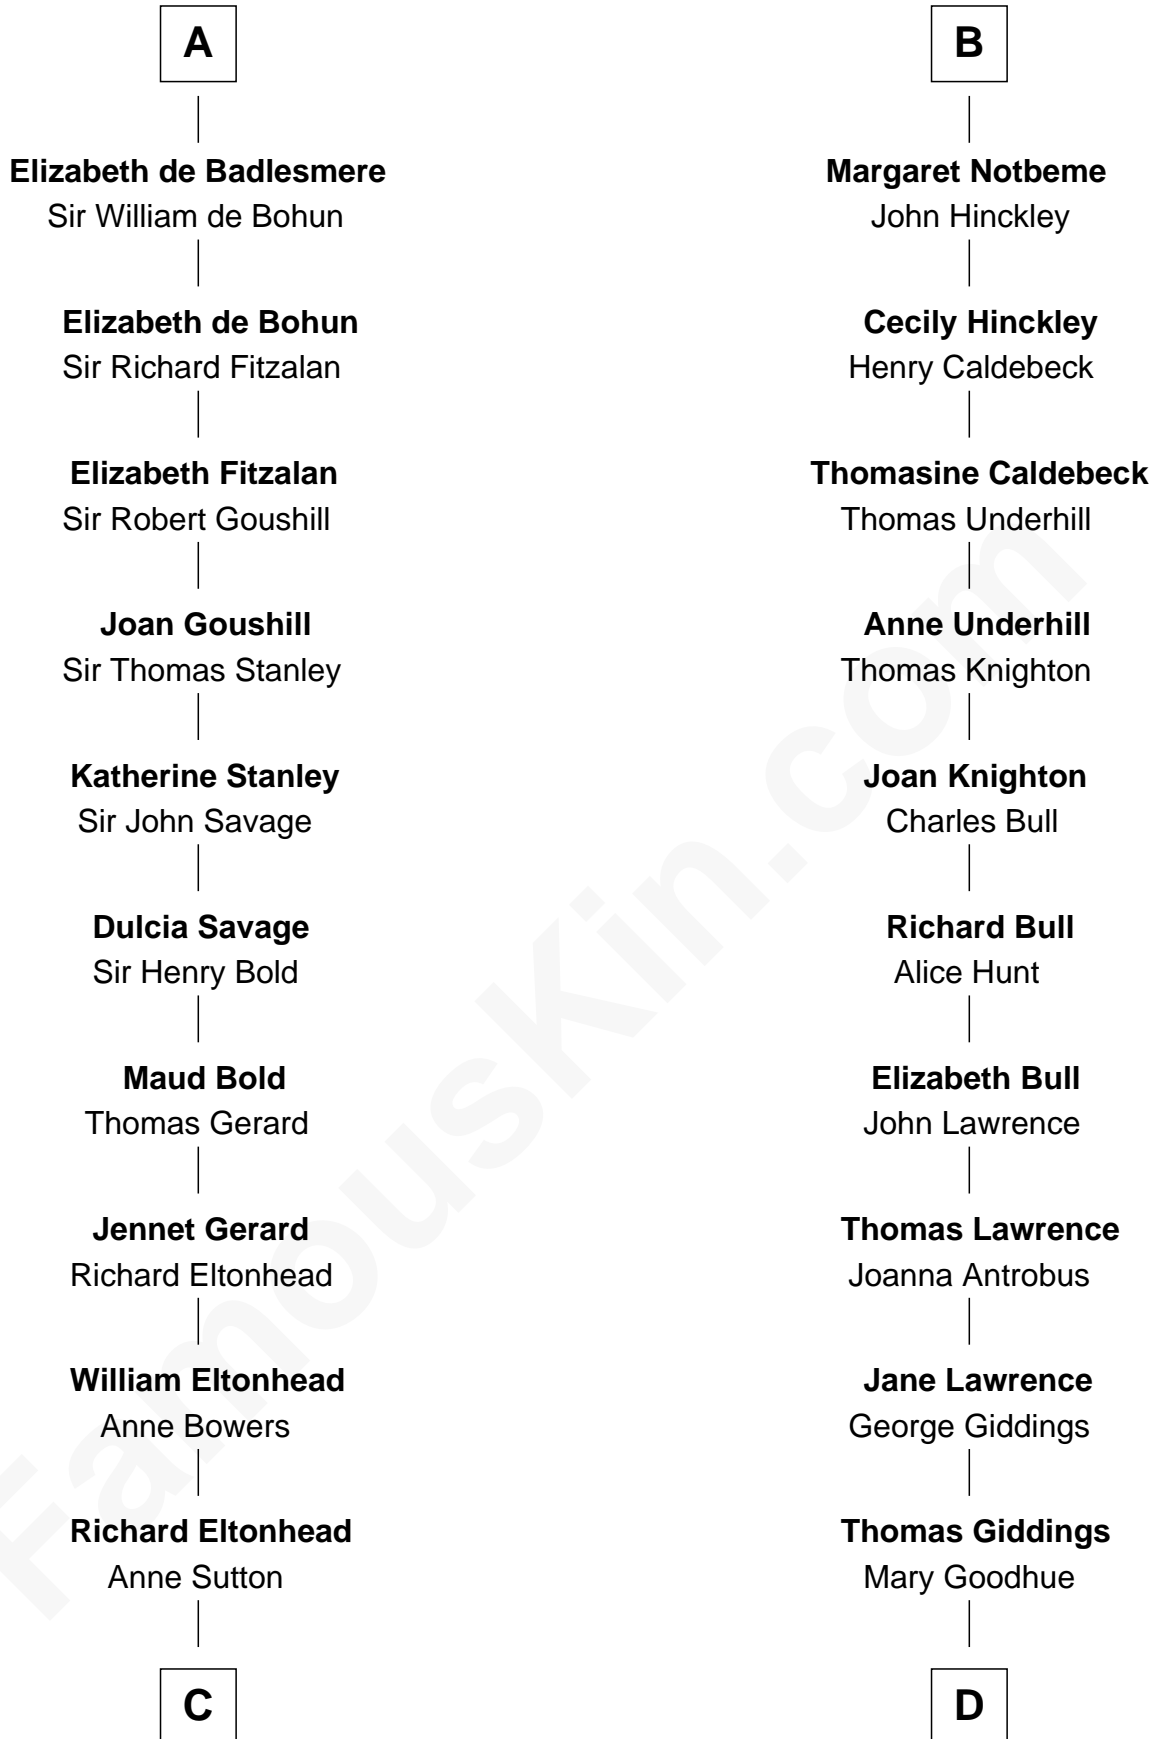 A
Elizabeth de Badlesmere
Sir William de Bohun
Elizabeth de Bohun
Sir Richard Fitzalan
Elizabeth Fitzalan
Sir Robert Goushill
Joan Goushill
Sir Thomas Stanley
Katherine Stanley
Sir John Savage
Dulcia Savage
Sir Henry Bold
Maud Bold
Thomas Gerard
Jennet Gerard
Richard Eltonhead
William Eltonhead
Anne Bowers
Richard Eltonhead
Anne Sutton
C
B
Margaret Notbeme
John Hinckley
Cecily Hinckley
Henry Caldebeck
Thomasine Caldebeck
Thomas Underhill
Anne Underhill
Thomas Knighton
Joan Knighton
Charles Bull
Richard Bull
Alice Hunt
Elizabeth Bull
John Lawrence
Thomas Lawrence
Joanna Antrobus
Jane Lawrence
George Giddings
Thomas Giddings
Mary Goodhue
D
FamousKin.com